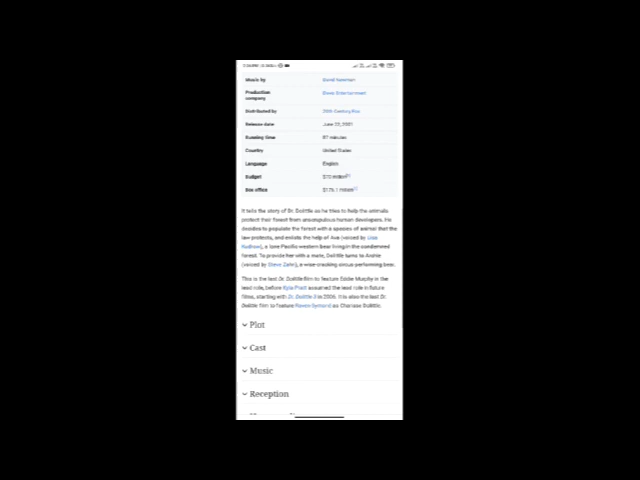 Music by David Newman
Production Davis Entertainment
company
Distributed by 20th Century Fox
Release date June 22, 2001
Running time 87 minutes
Country United States
Language English
Budget $70 million
Box office $176.1 million
It tells the story of Dr. Dolittle as he tries to help the animals
protect their forest from unscrupulous human developers. He
decides to populate the forest with a species of animal that the
law protects, and enlists the help of Ava (voiced by Lisa
Kudrow), a lone Pacific western bear living in the condemned
forest. To provide her with a mate, Dolittle turns to Archie
(voiced by Steve Zahn), a wise-cracking circus-performing bear.
This is the last Dr. Dolittle film to feature Eddie Murphy in the
lead role, before Kyla Pratt assumed the lead role in future
films, starting with Dr. Dolittle 3 in 2006. It is also the last Dr.
Dolittle film to feature Raven-Symoné as Charisse Dolittle.
Plot
Cast
Music
Reception